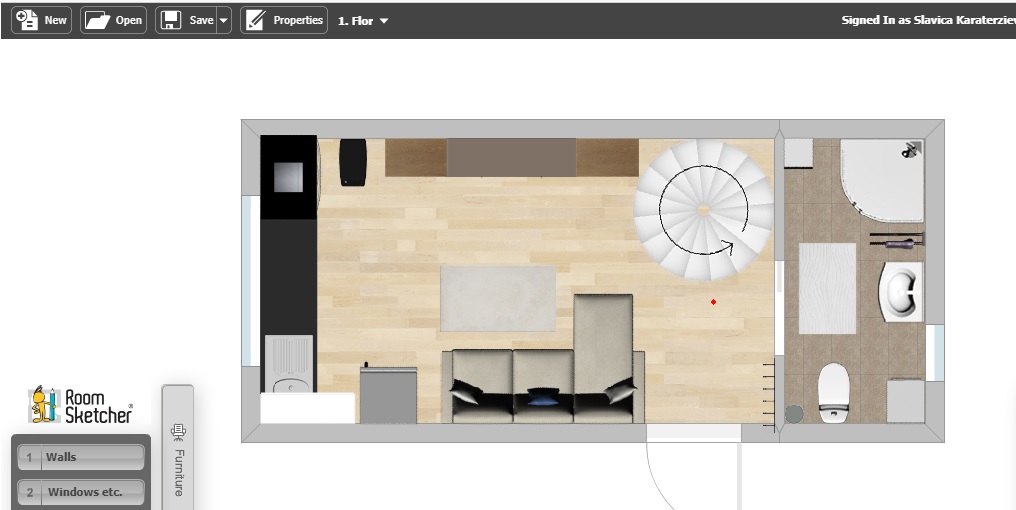 New Open Save Properties 1. Flor Signed In as Slavica Karaterziev
Room
Sketcher®
1 Walls
2 Windows etc.
Furniture